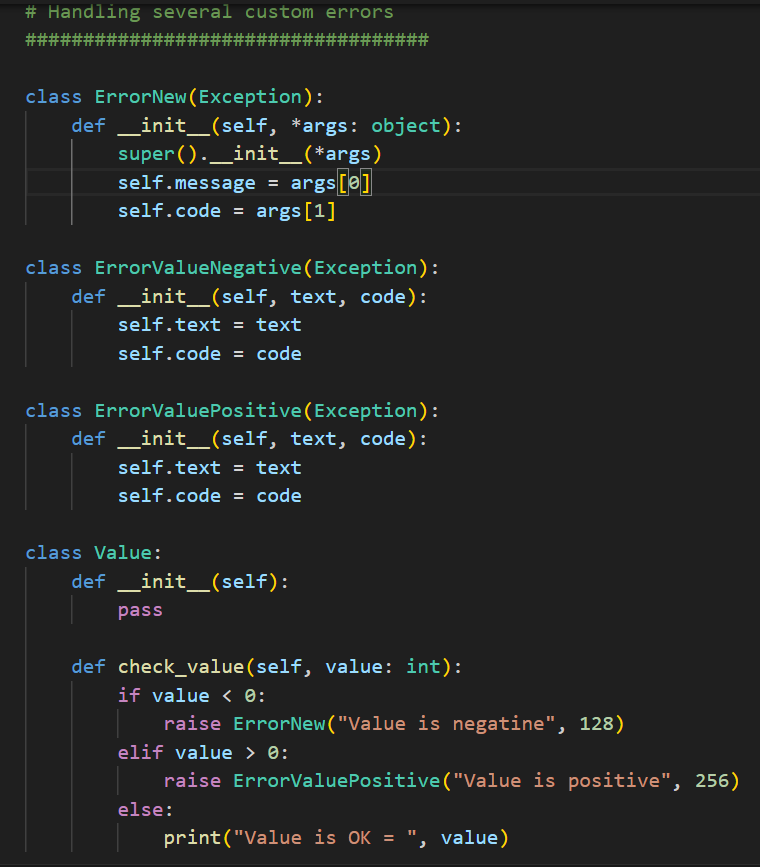 # Handling several custom errors
###################################
class ErrorNew(Exception):
    def __init__(self, *args: object):
        super().__init__(*args)
        self.message = args[0]
        self.code = args[1]
class ErrorValueNegative(Exception):
    def __init__(self, text, code):
        self.text = text
        self.code = code
class ErrorValuePositive(Exception):
    def __init__(self, text, code):
        self.text = text
        self.code = code
class Value:
    def __init__(self):
        pass
    def check_value(self, value: int):
        if value < 0:
            raise ErrorNew("Value is negatine", 128)
        elif value > 0:
            raise ErrorValuePositive("Value is positive", 256)
        else:
            print("Value is OK = ", value)